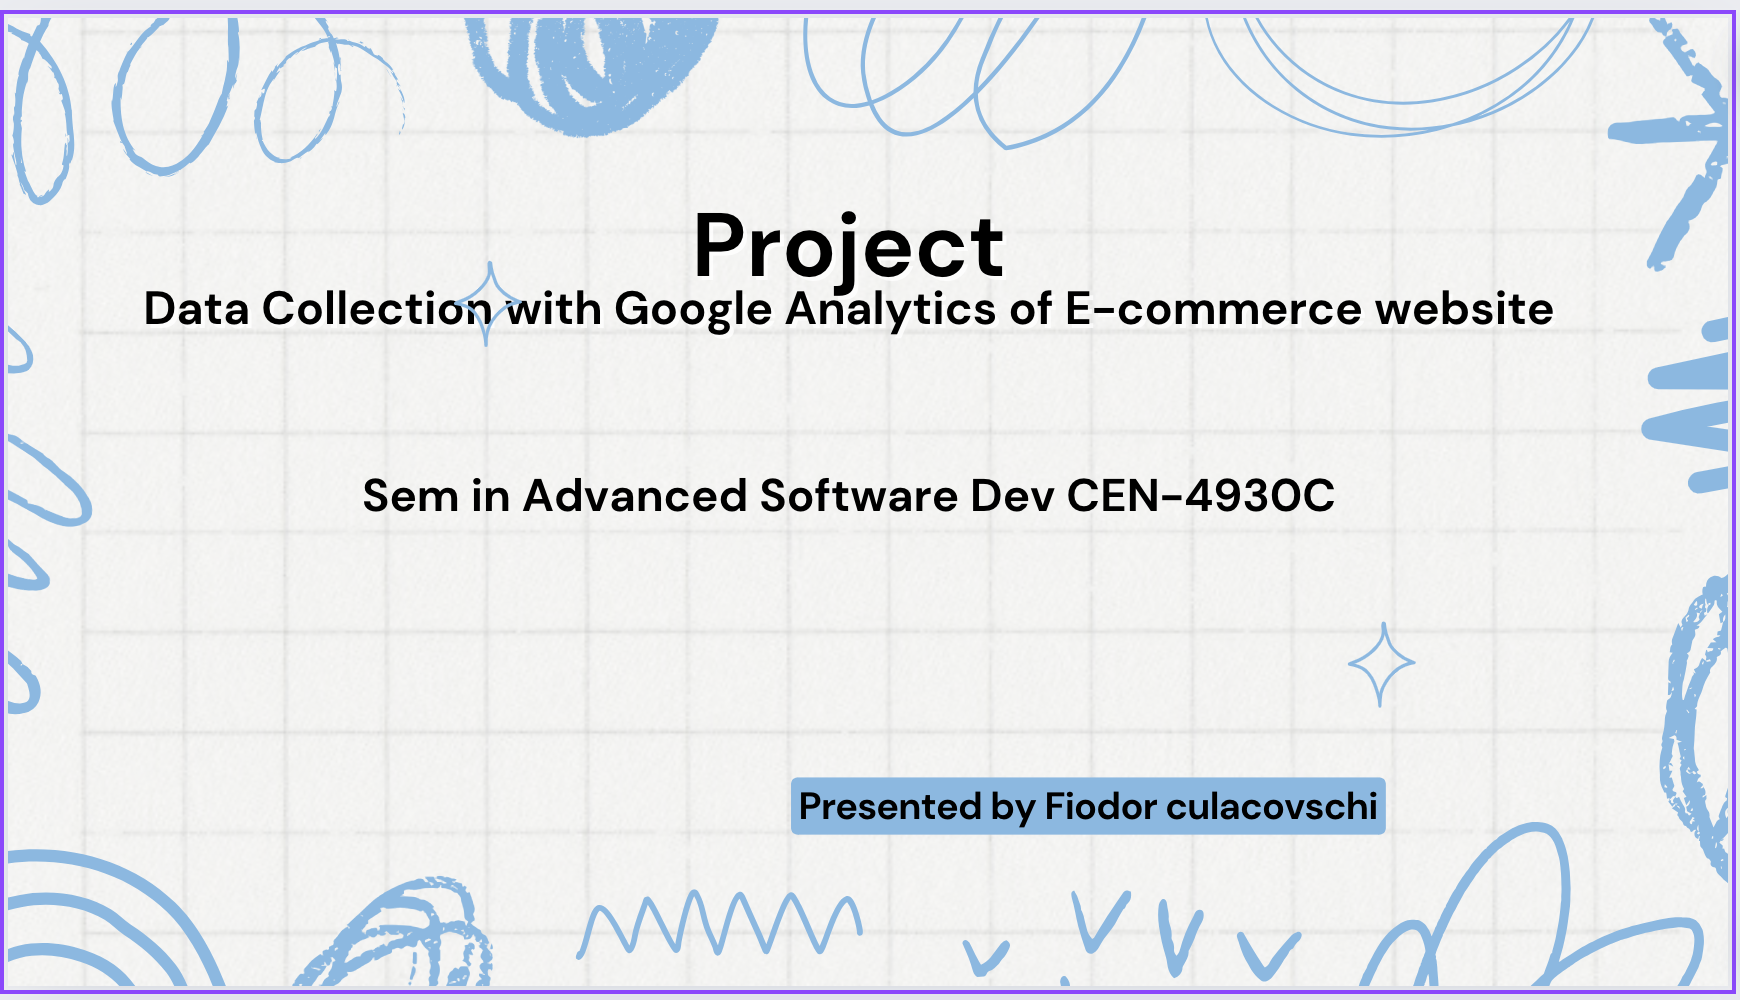 Project
Data Collection with Google Analytics of E-commerce website
Sem in Advanced Software Dev CEN-4930C
Presented by Fiodor culacovschi